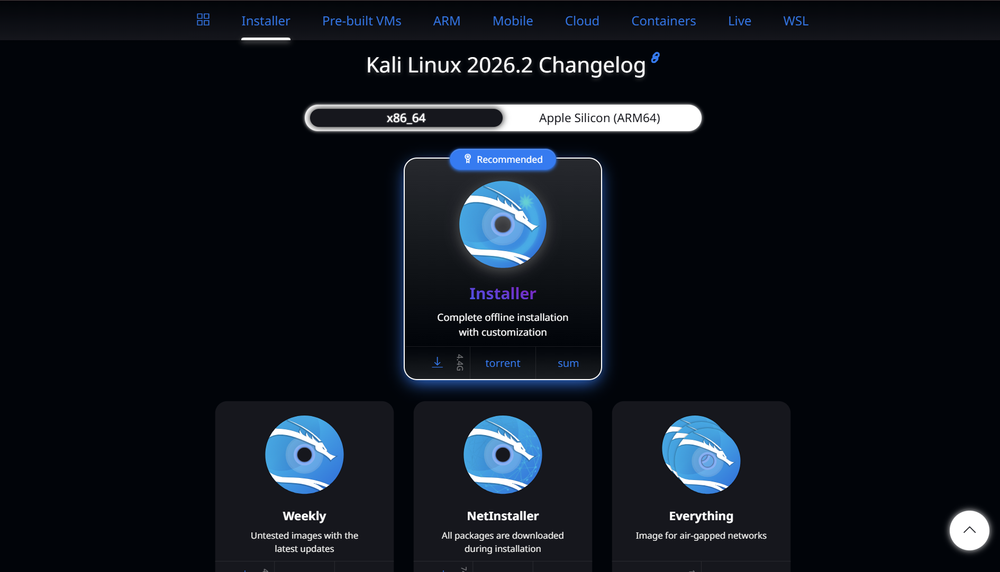 Installer
Pre-built VMs
ARM
Mobile
Cloud
Containers
Live
WSL
Kali Linux 2026.2 Changelog
x86_64
Apple Silicon (ARM64)
Recommended
Installer
Complete offline installation
with customization
4.4G
torrent
sum
Weekly
Untested images with the
latest updates
NetInstaller
All packages are downloaded
during installation
Everything
Image for air-gapped networks